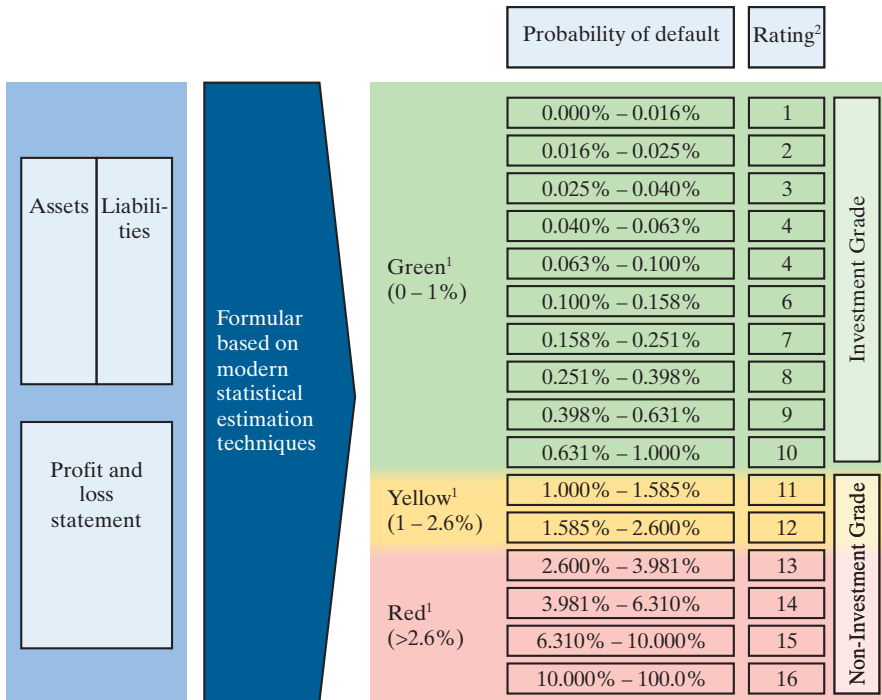 Probability of default
Rating²
Assets
Liabili-
ties
Profit and
loss
statement
Formular
based on
modern
statistical
estimation
techniques
Green¹
(0 – 1%)
0.000% – 0.016% 1
0.016% – 0.025% 2
0.025% – 0.040% 3
0.040% – 0.063% 4
0.063% – 0.100% 4
0.100% – 0.158% 6
0.158% – 0.251% 7
0.251% – 0.398% 8
0.398% – 0.631% 9
0.631% – 1.000% 10
Investment Grade
Yellow¹
(1 – 2.6%)
1.000% – 1.585% 11
1.585% – 2.600% 12
Red¹
(>2.6%)
2.600% – 3.981% 13
3.981% – 6.310% 14
6.310% – 10.000% 15
10.000% – 100.0% 16
Non-Investment Grade